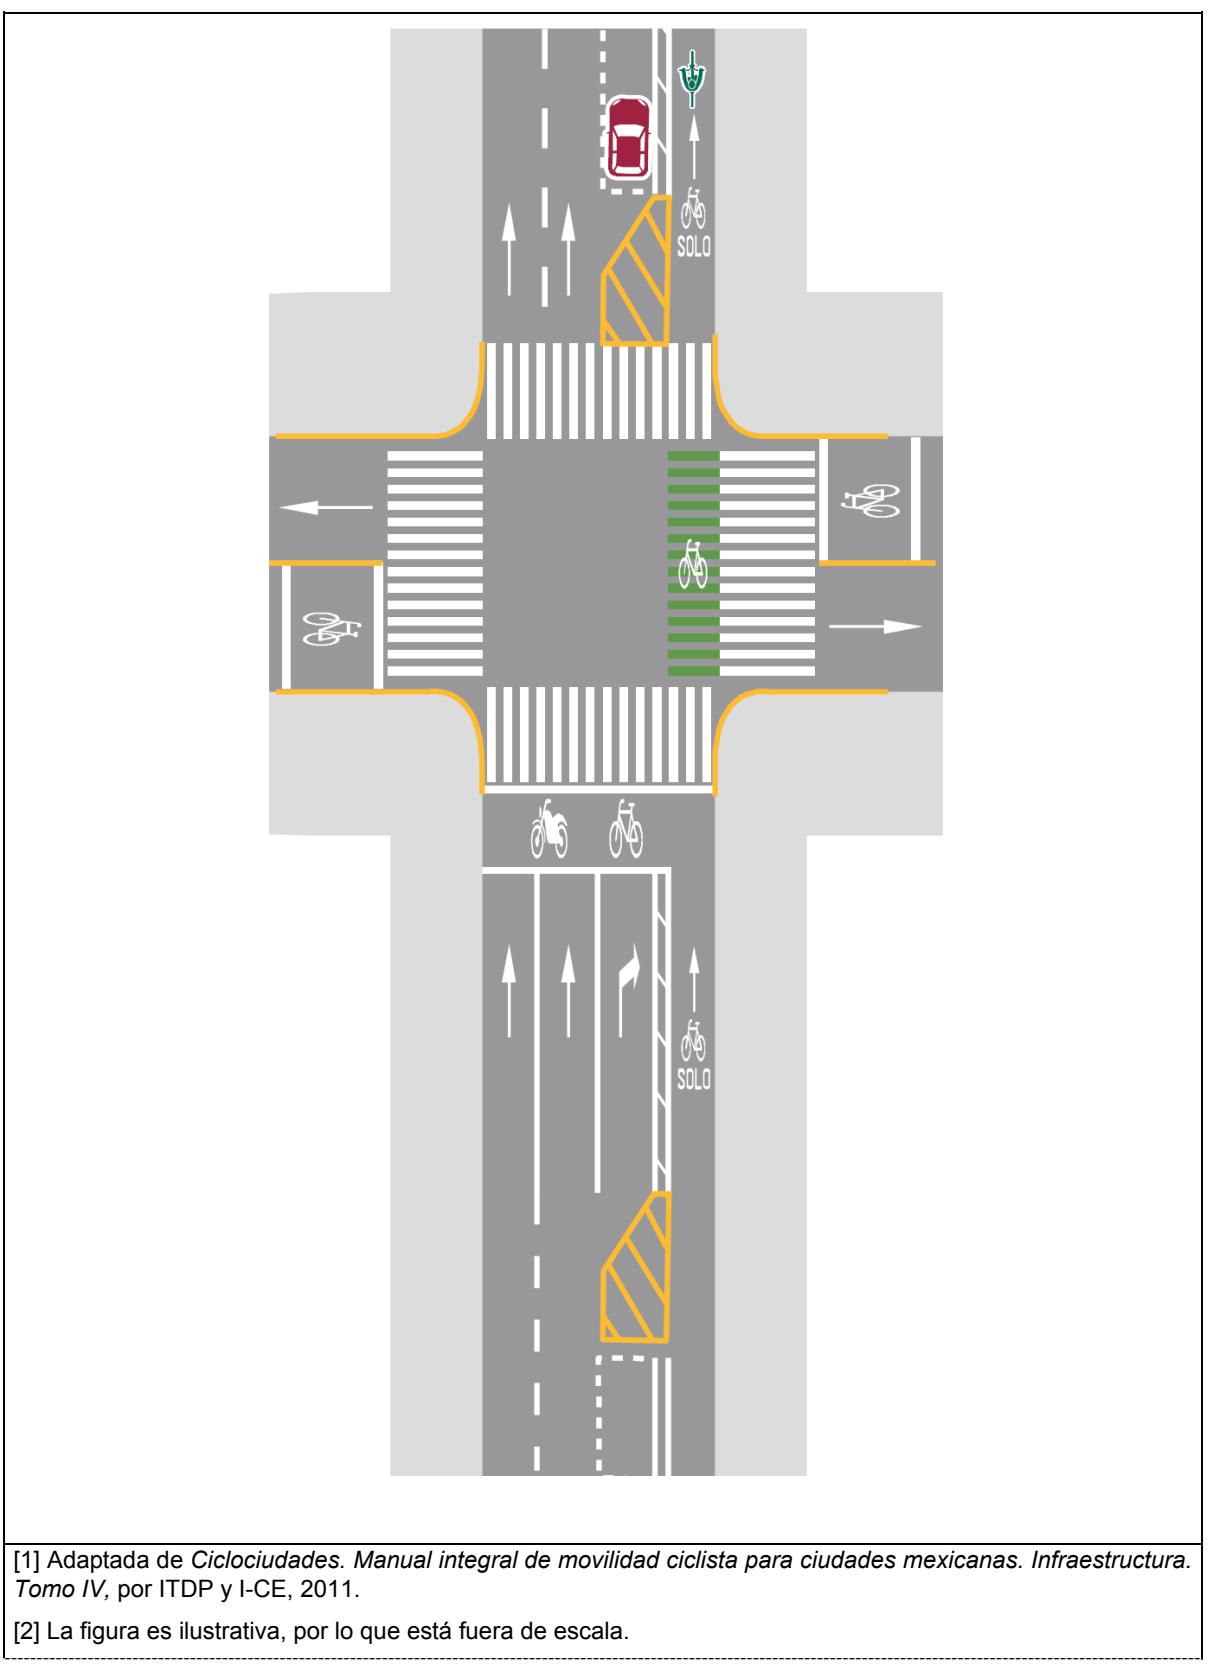 SOLO
SOLO
[1] Adaptada de Ciclociudades. Manual integral de movilidad ciclista para ciudades mexicanas. Infraestructura.
Tomo IV, por ITDP y I-CE, 2011.
[2] La figura es ilustrativa, por lo que está fuera de escala.